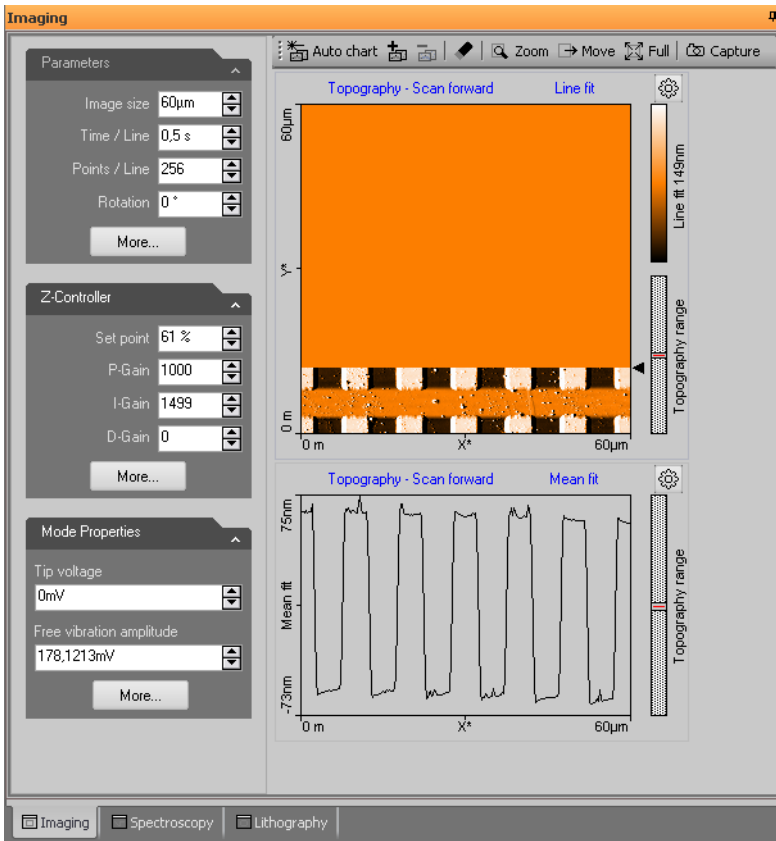 Imaging
Parameters
Image size 60µm
Time / Line 0,5 s
Points / Line 256
Rotation 0 °
More...
Z-Controller
Set point 61 %
P-Gain 1000
I-Gain 1499
D-Gain 0
More...
Mode Properties
Tip voltage
0mV
Free vibration amplitude
178,1213mV
More...
Auto chart Zoom Move Full Capture
Topography - Scan forward Line fit
60µm
Y*
0 m
0 m X* 60µm
Line fit 149nm
Topography range
Topography - Scan forward Mean fit
75nm
Mean fit
-73nm
0 m X* 60µm
Topography range
Imaging Spectroscopy Lithography